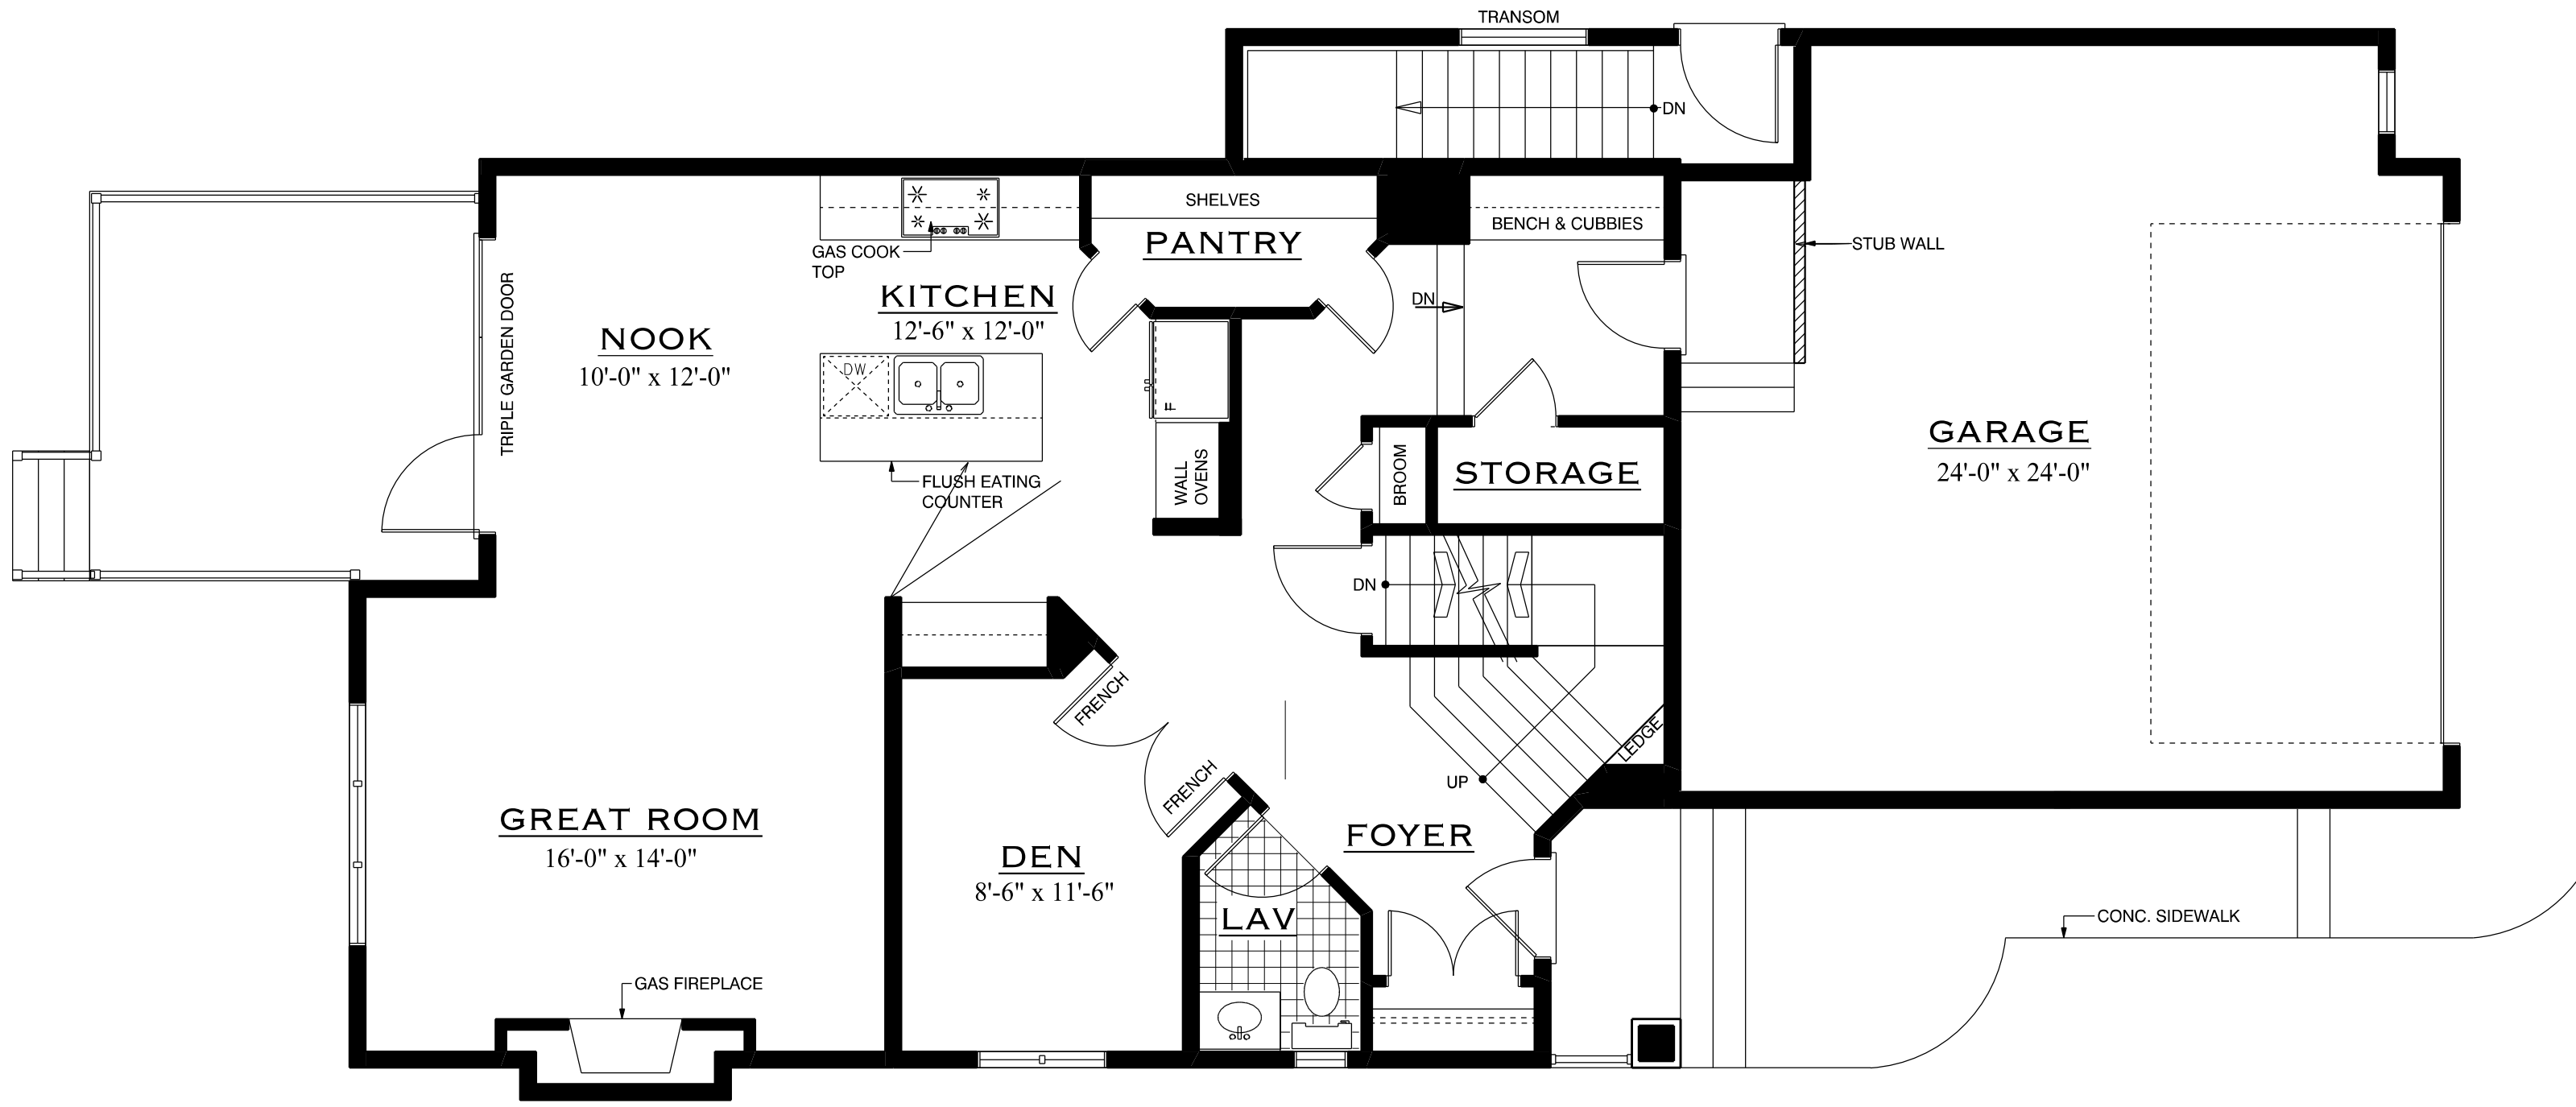 TRANSOM
DN
SHELVES
BENCH & CUBBIES
PANTRY
STUB WALL
GAS COOK
TOP
KITCHEN
12'-6" x 12'-0"
DN
NOOK
10'-0" x 12'-0"
TRIPLE GARDEN DOOR
DW
F
GARAGE
24'-0" x 24'-0"
WALL
OVENS
BROOM
STORAGE
FLUSH EATING
COUNTER
DN
FRENCH
LEDGE
UP
FRENCH
GREAT ROOM
16'-0" x 14'-0"
FOYER
DEN
8'-6" x 11'-6"
LAV
CONC. SIDEWALK
GAS FIREPLACE